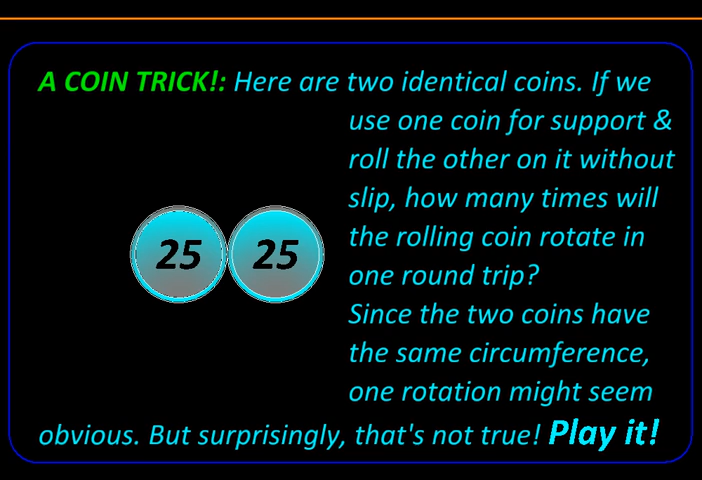 A COIN TRICK!: Here are two identical coins. If we
use one coin for support &
roll the other on it without
slip, how many times will
25 25
the rolling coin rotate in
one round trip?
Since the two coins have
the same circumference,
one rotation might seem
obvious. But surprisingly, that's not true! Play it!